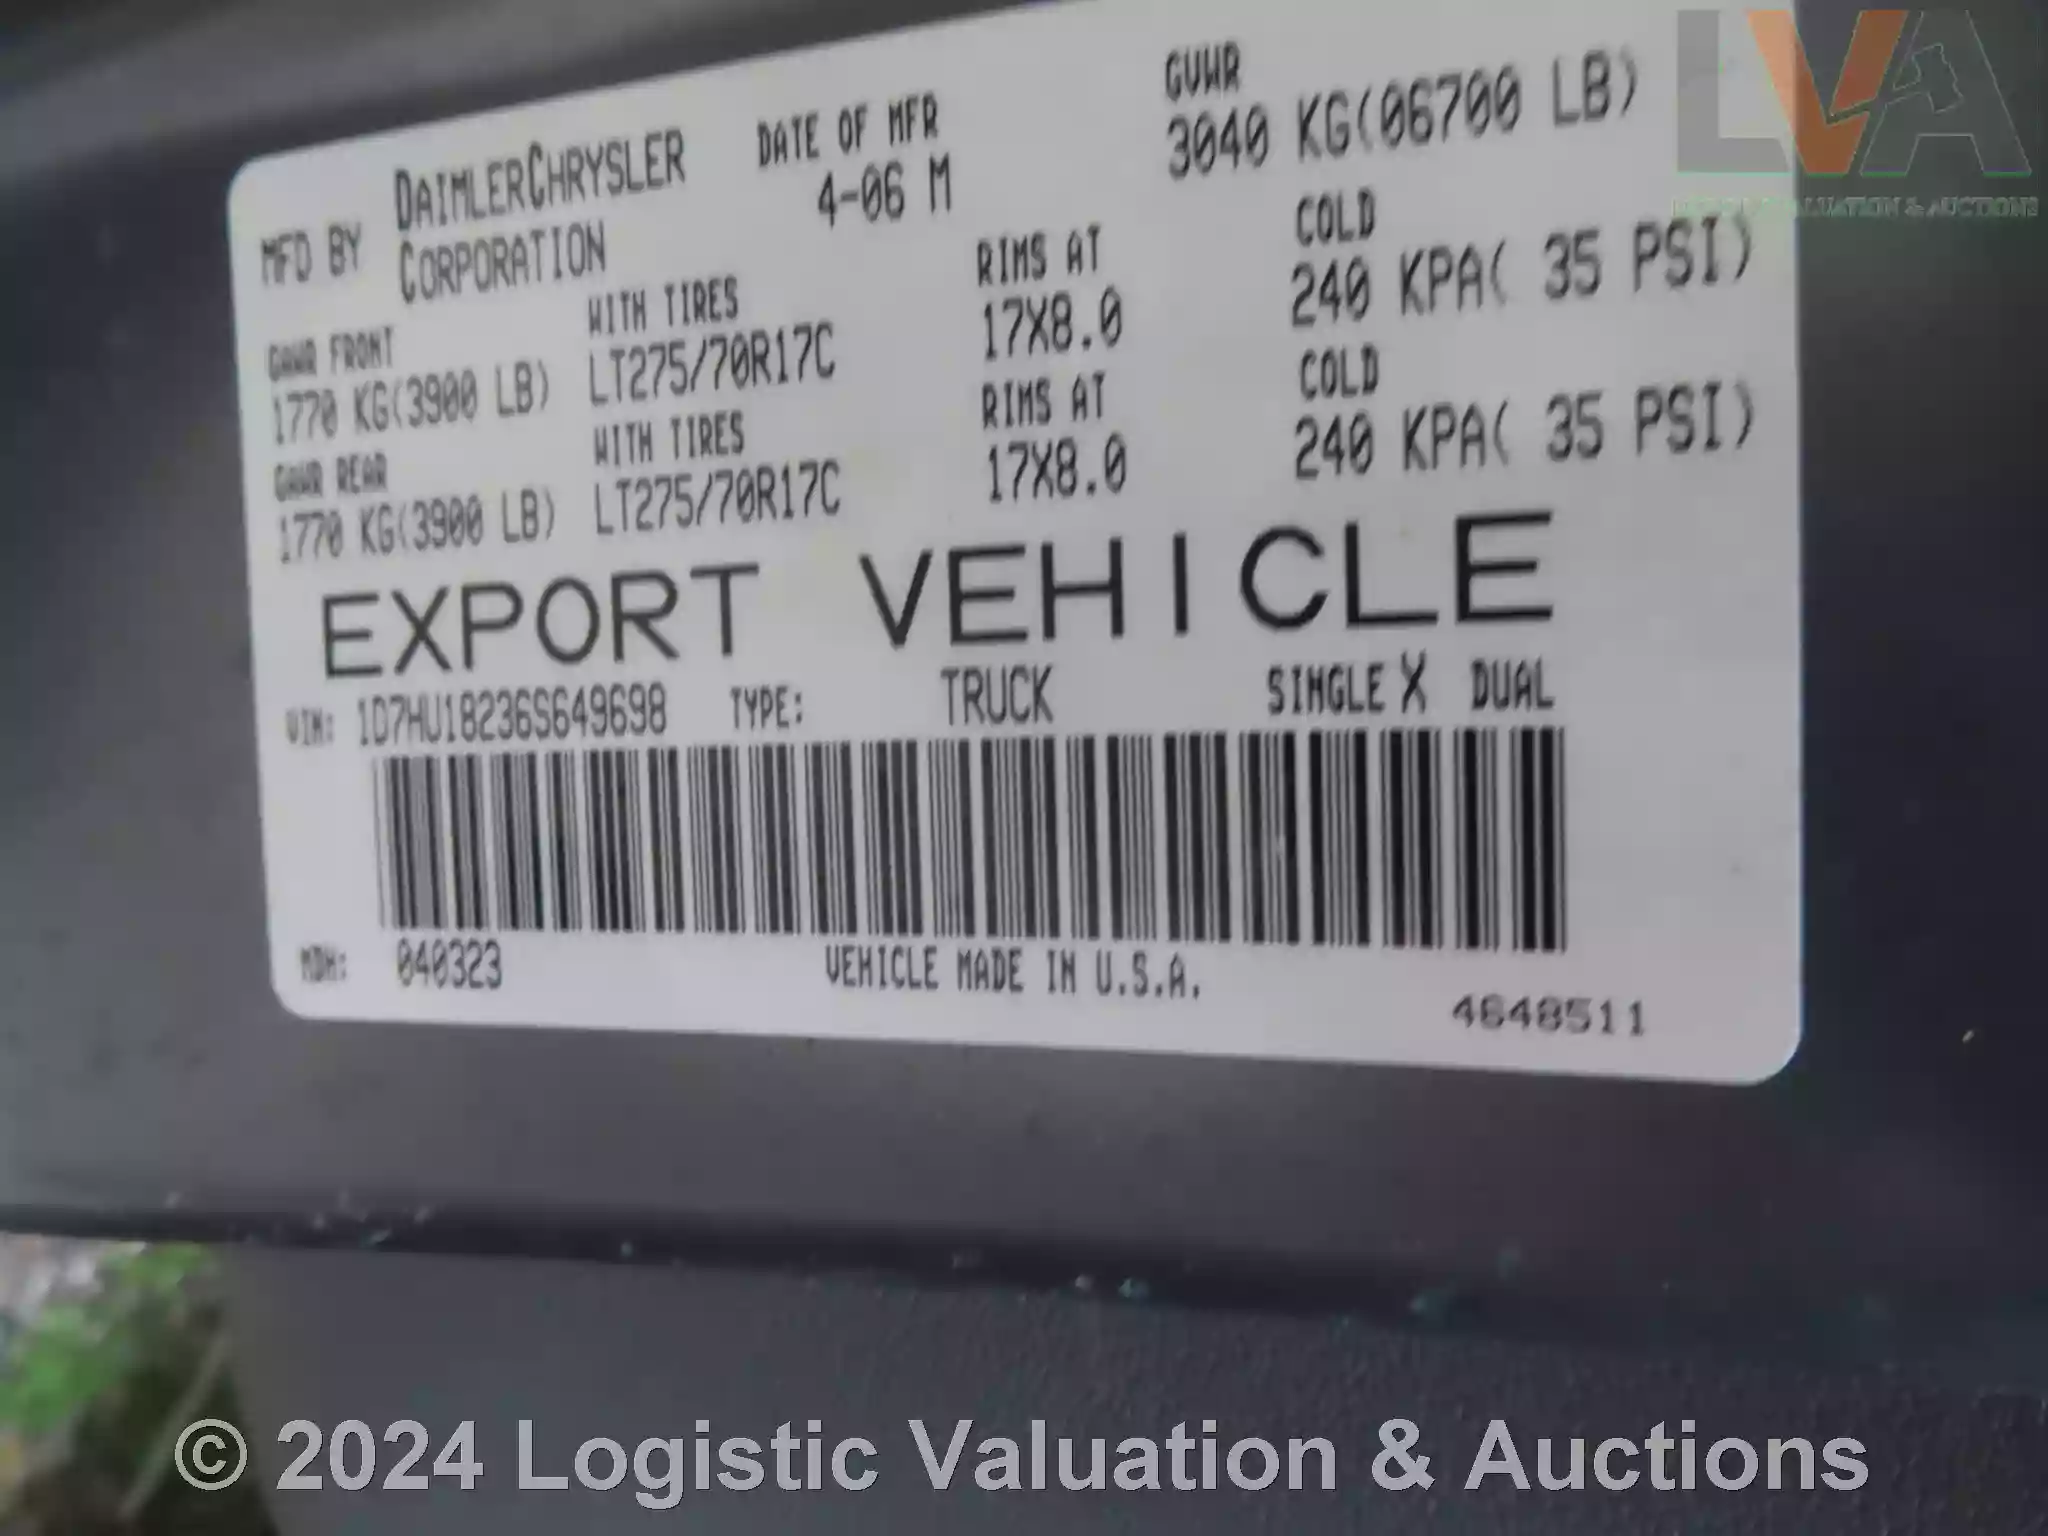 LVA
VALUATION & AUCTIONS
MFD BY DAIMLERCHRYSLER CORPORATION
DATE OF MFR
4-06 M
GVWR
3040 KG(06700 LB)
GAWR FRONT WITH TIRES RIMS AT COLD
1770 KG(3900 LB) LT275/70R17C 17X8.0 240 KPA( 35 PSI)
GAWR REAR WITH TIRES RIMS AT COLD
1770 KG(3900 LB) LT275/70R17C 17X8.0 240 KPA( 35 PSI)
EXPORT VEHICLE
VIN: 1D7HU18236S649698 TYPE: TRUCK SINGLE X DUAL
MDH: 040323 VEHICLE MADE IN U.S.A.
4648511
© 2024 Logistic Valuation & Auctions